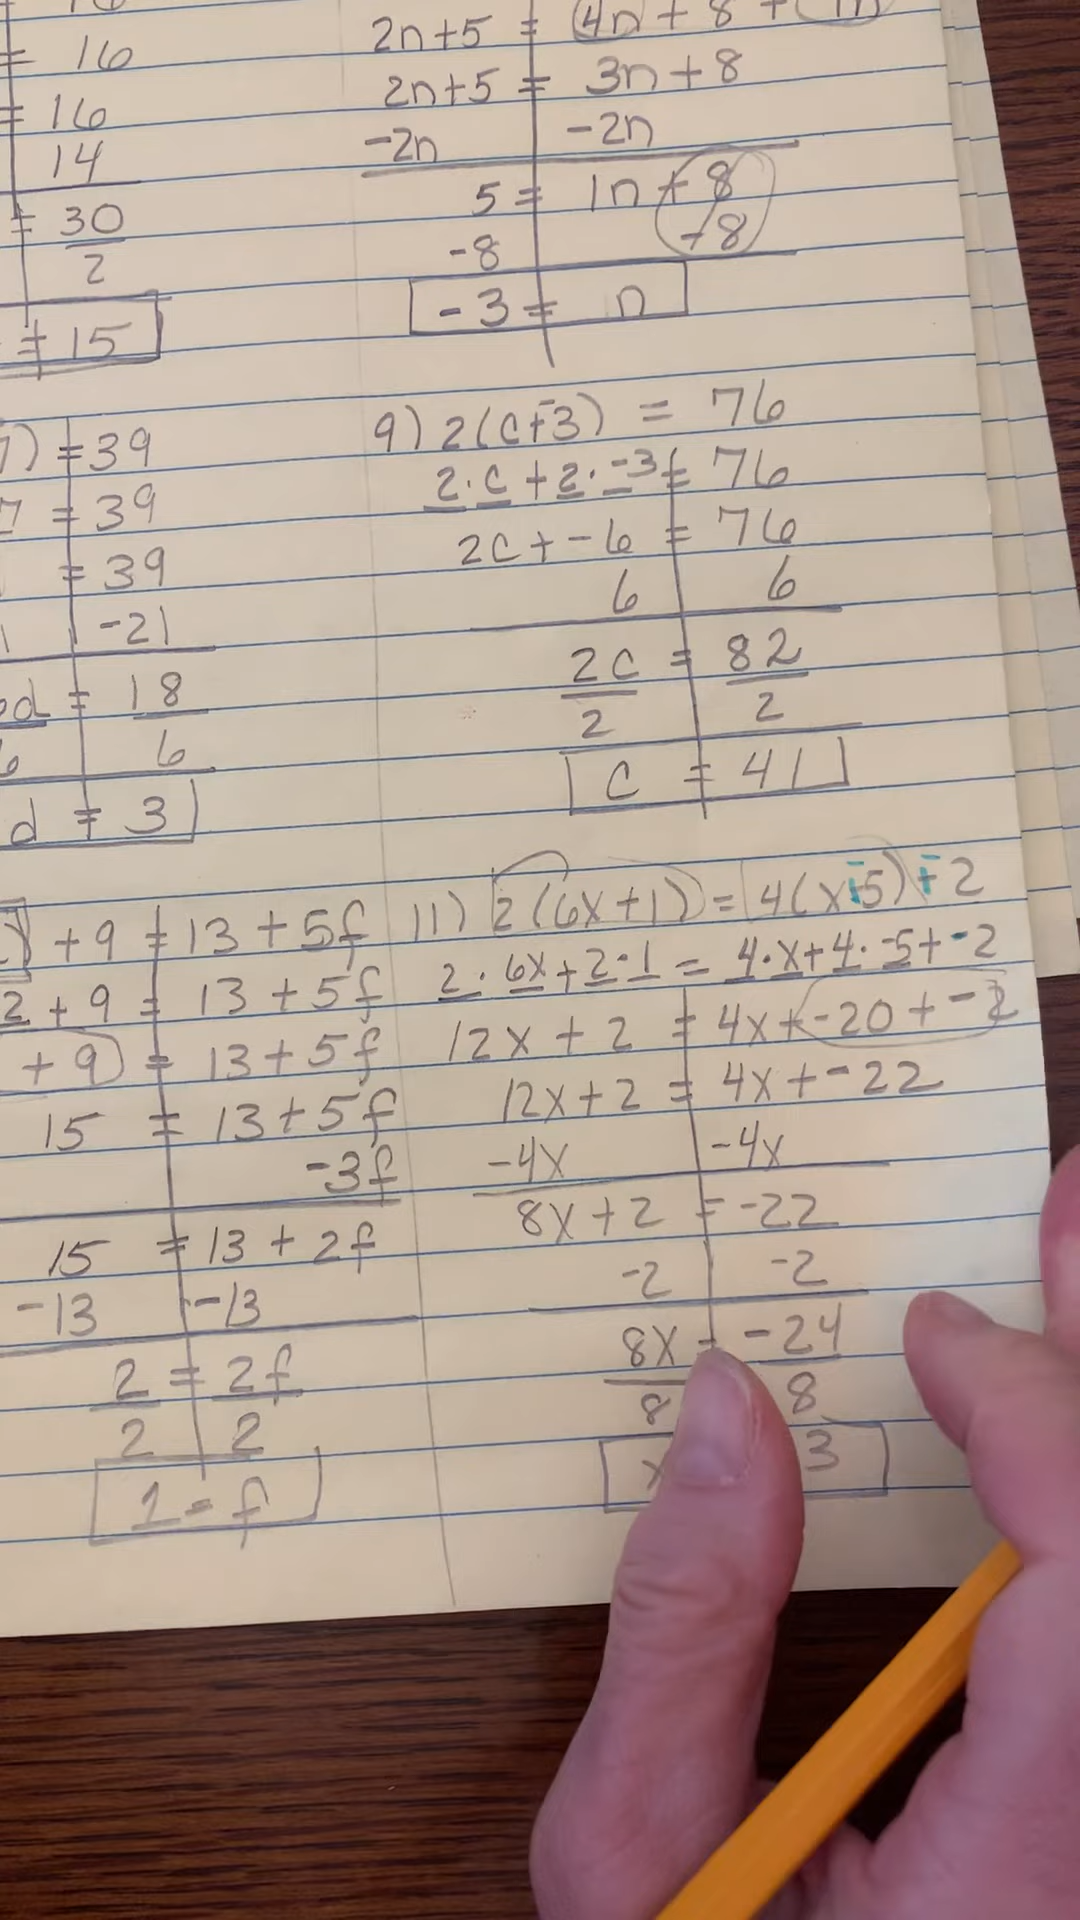 = 16
= 16
14
= 30
2
= 15
2n+5 = 4n + 8 +
2n+5 = 3n+8
-2n -2n
5 = 1n + 8
-8 -8
-3 = n
7) = 39
7 = 39
= 39
1 -21
= 18
6 6
d = 3
9) 2(c+-3) = 76
2·c + 2·-3 = 76
2c + -6 = 76
6 6
2c = 82
2 2
c = 41
+ 9 = 13 + 5f
2 + 9 = 13 + 5f
+ 9) = 13 + 5f
15 = 13 + 5f
-3f
15 = 13 + 2f
-13 -13
2 = 2f
2 2
1 = f
11) 2(6x+1) = 4(x+-5)+-2
2·6x+2·1 = 4·x+4·-5+-2
12x + 2 = 4x+-20+-2
12x+2 = 4x+-22
-4x -4x
8x+2 = -22
-2 -2
8x = -24
8 8
3